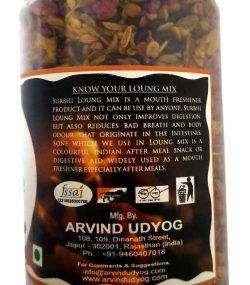 KNOW YOUR LOUNG MIX
SURBHI LOUNG MIX IS A MOUTH FRESHENER
PRODUCT AND IT CAN BE USE BY ANYONE. SURBHI
LOUNG MIX NOT ONLY IMPROVES DIGESTION,
BUT ALSO REDUCES BAD BREATH AND BODY
ODOUR THAT ORIGINATE IN THE INTESTINES.
SONF WHICH WE USE IN LOUNG MIX IS A
COLOURFUL INDIAN AFTER MEAL SNACK OR
DIGESTIVE AID WIDELY USED AS A MOUTH
FRESHENER ESPECIALLY AFTER MEALS.
fssai
Mfg. By.
ARVIND UDYOG
108, 109, Dinanath Street,
Jaipur - 302001, Rajasthan (India)
Ph.: +91-9460408785
For Compliments & Suggestions:
info@arvindudyog.com
www.arvindudyog.com